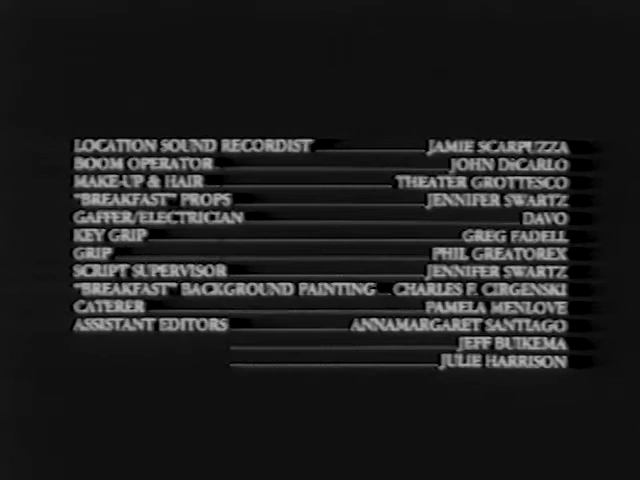 LOCATION SOUND RECORDIST JAMIE SCARPUZZA
BOOM OPERATOR JOHN DiCARLO
MAKE-UP & HAIR THEATER GROTTESCO
"BREAKFAST" PROPS JENNIFER SWARTZ
GAFFER/ELECTRICIAN DAVO
KEY GRIP GREG FADELL
GRIP PHIL GREATOREX
SCRIPT SUPERVISOR JENNIFER SWARTZ
"BREAKFAST" BACKGROUND PAINTING CHARLES F. CIRGENSKI
CATERER PAMELA MENLOVE
ASSISTANT EDITORS ANNAMARGARET SANTIAGO
JEFF BUIKEMA
JULIE HARRISON